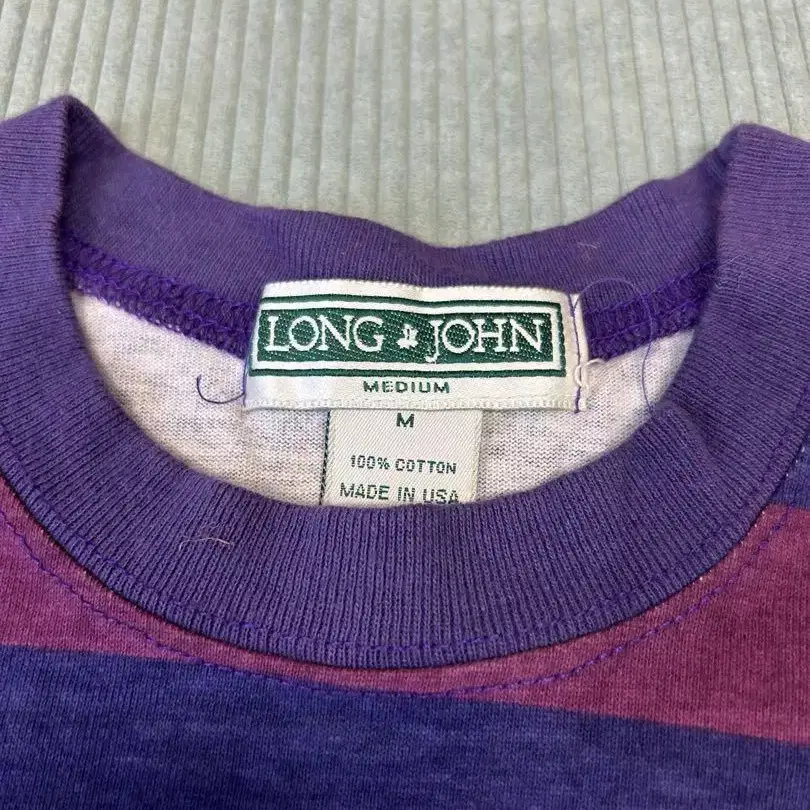 LONG JOHN
MEDIUM
M
100% COTTON
MADE IN USA